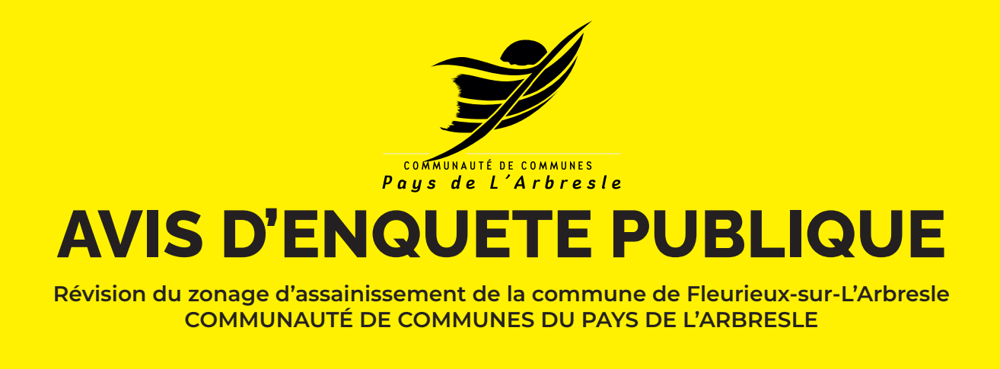 COMMUNAUTÉ DE COMMUNES
Pays de L'Arbresle
AVIS D’ENQUETE PUBLIQUE
Révision du zonage d’assainissement de la commune de Fleurieux-sur-L’Arbresle
COMMUNAUTÉ DE COMMUNES DU PAYS DE L’ARBRESLE